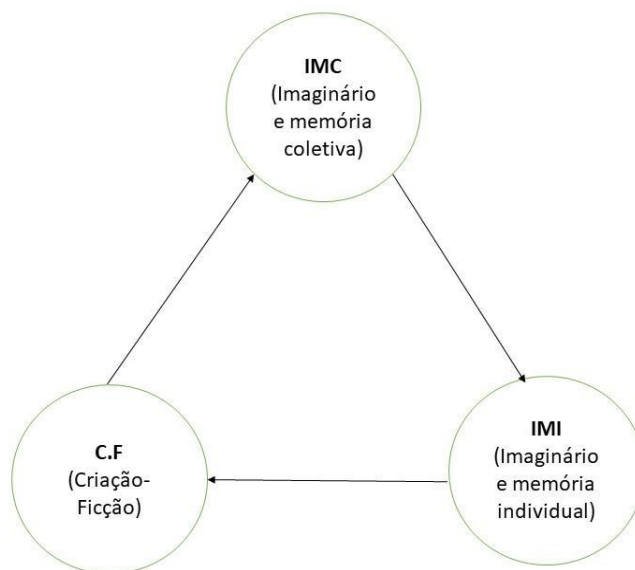 IMC
(Imaginário
e memória
coletiva)
C.F
(Criação-
Ficção)
IMI
(Imaginário
e memória
individual)